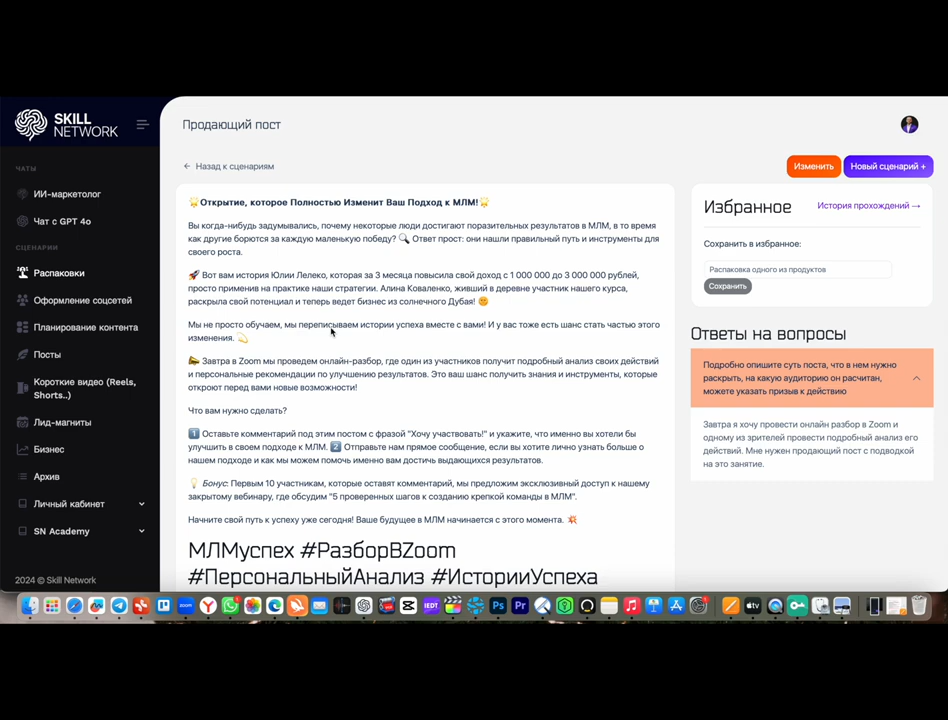 SKILL
NETWORK
Продающий пост
← Назад к сценариям
Изменить
Новый сценарий +
ЧАТЫ
ИИ-маркетолог
Чат с GPT 4o
СЦЕНАРИИ
Распаковки
Оформление соцсетей
Планирование контента
Посты
Короткие видео (Reels,
Shorts..)
Лид-магниты
Бизнес
Архив
Личный кабинет
SN Academy
2024 © Skill Network
🌟Открытие, которое Полностью Изменит Ваш Подход к МЛМ!🌟
Вы когда-нибудь задумывались, почему некоторые люди достигают поразительных результатов в МЛМ, в то время
как другие борются за каждую маленькую победу? 🔍 Ответ прост: они нашли правильный путь и инструменты для
своего роста.
🚀 Вот вам история Юлии Лелеко, которая за 3 месяца повысила свой доход с 1 000 000 до 3 000 000 рублей,
просто применив на практике наши стратегии. Алина Коваленко, живший в деревне участник нашего курса,
раскрыла свой потенциал и теперь ведет бизнес из солнечного Дубая! 🌞
Мы не просто обучаем, мы переписываем истории успеха вместе с вами! И у вас тоже есть шанс стать частью этого
изменения. 💫
📣 Завтра в Zoom мы проведем онлайн-разбор, где один из участников получит подробный анализ своих действий
и персональные рекомендации по улучшению результатов. Это ваш шанс получить знания и инструменты, которые
откроют перед вами новые возможности!
Что вам нужно сделать?
1️⃣ Оставьте комментарий под этим постом с фразой "Хочу участвовать!" и укажите, что именно вы хотели бы
улучшить в своем подходе к МЛМ. 2️⃣ Отправьте нам прямое сообщение, если вы хотите лично узнать больше о
нашем подходе и как мы можем помочь именно вам достичь выдающихся результатов.
💡 Бонус: Первым 10 участникам, которые оставят комментарий, мы предложим эксклюзивный доступ к нашему
закрытому вебинару, где обсудим "5 проверенных шагов к созданию крепкой команды в МЛМ".
Начните свой путь к успеху уже сегодня! Ваше будущее в МЛМ начинается с этого момента. 💥
МЛМуспех #РазборВZoom
#ПерсональныйАнализ #ИсторииУспеха
Избранное
История прохождений →
Сохранить в избранное:
Распаковка одного из продуктов
Сохранить
Ответы на вопросы
Подробно опишите суть поста, что в нем нужно
раскрыть, на какую аудиторию он расчитан,
можете указать призыв к действию
Завтра я хочу провести онлайн разбор в Zoom и
одному из зрителей провести подробный анализ его
действий. Мне нужен продающий пост с подводкой
на это занятие.
zoom
IEDT
Ps
Pr
tv